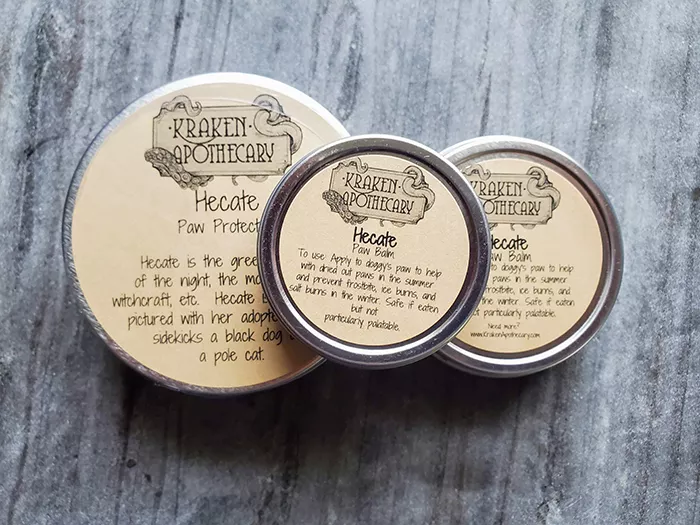 ·KRAKEN·
APOTHECARY
Hecate
Paw Protect
Hecate is the gree
of the night, the mo
witchcraft, etc. Hecate
pictured with her adopte
sidekicks a black dog
a pole cat.
·KRAKEN·
APOTHECARY
Hecate
Paw Balm
To use Apply to doggy's paw to help
with dried out paws in the summer
and prevent frostbite, ice burns, and
salt burns in the winter. Safe if eaten
but not
particularly palatable.
KRAKEN·
POTHECARY
ecate
w Balm
to doggy's paw to help
out paws in the summer
frostbite, ice burns, and
the winter. Safe if eaten
particularly palatable.
Need more?
www.KrakenApothecary.com